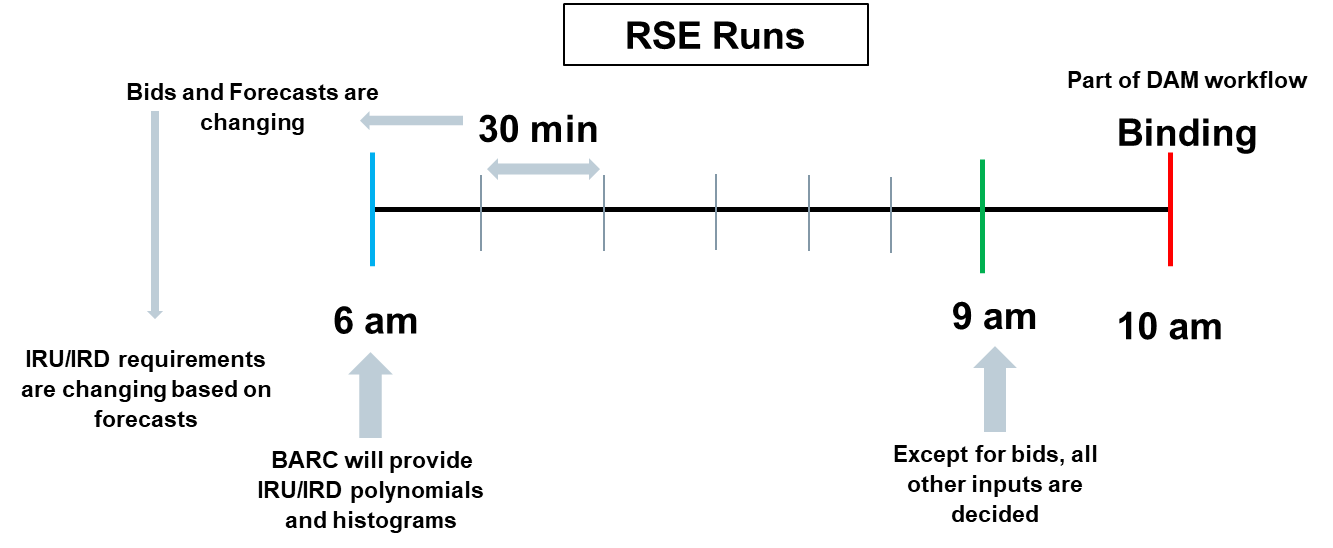 RSE Runs
Bids and Forecasts are
changing
30 min
Part of DAM workflow
Binding
6 am
9 am
10 am
IRU/IRD requirements
are changing based on
forecasts
BARC will provide
IRU/IRD polynomials
and histograms
Except for bids, all
other inputs are
decided